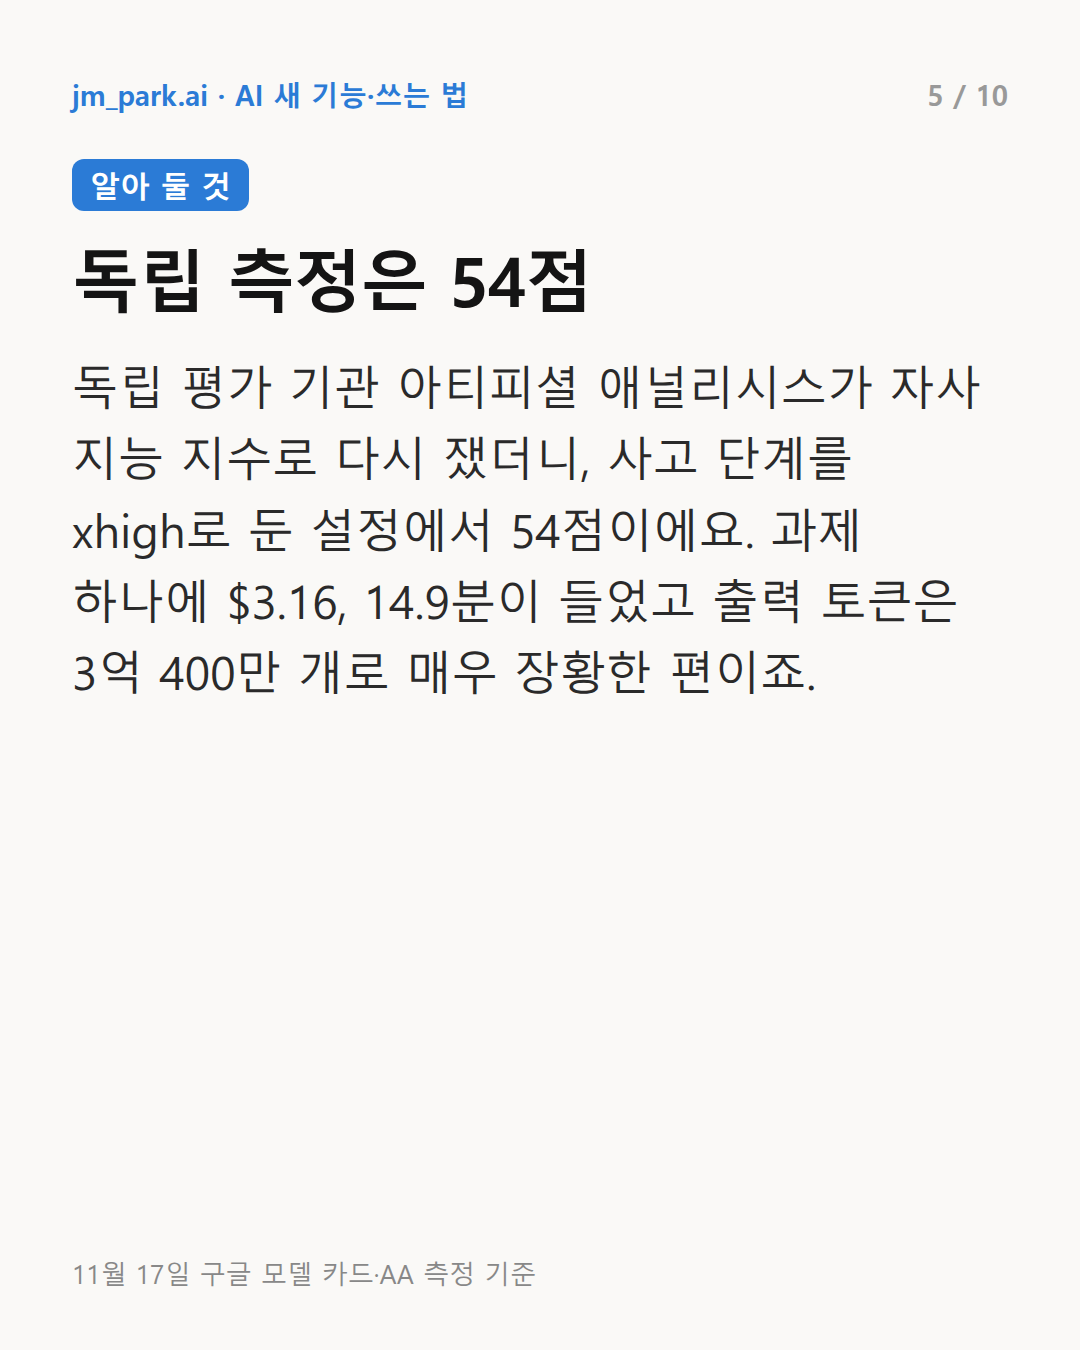 jm_park.ai · AI 새 기능·쓰는 법
5 / 10
알아 둘 것
독립 측정은 54점
독립 평가 기관 아티피셜 애널리시스가 자사
지능 지수로 다시 쟀더니, 사고 단계를
xhigh로 둔 설정에서 54점이에요. 과제
하나에 $3.16, 14.9분이 들었고 출력 토큰은
3억 400만 개로 매우 장황한 편이죠.
11월 17일 구글 모델 카드·AA 측정 기준